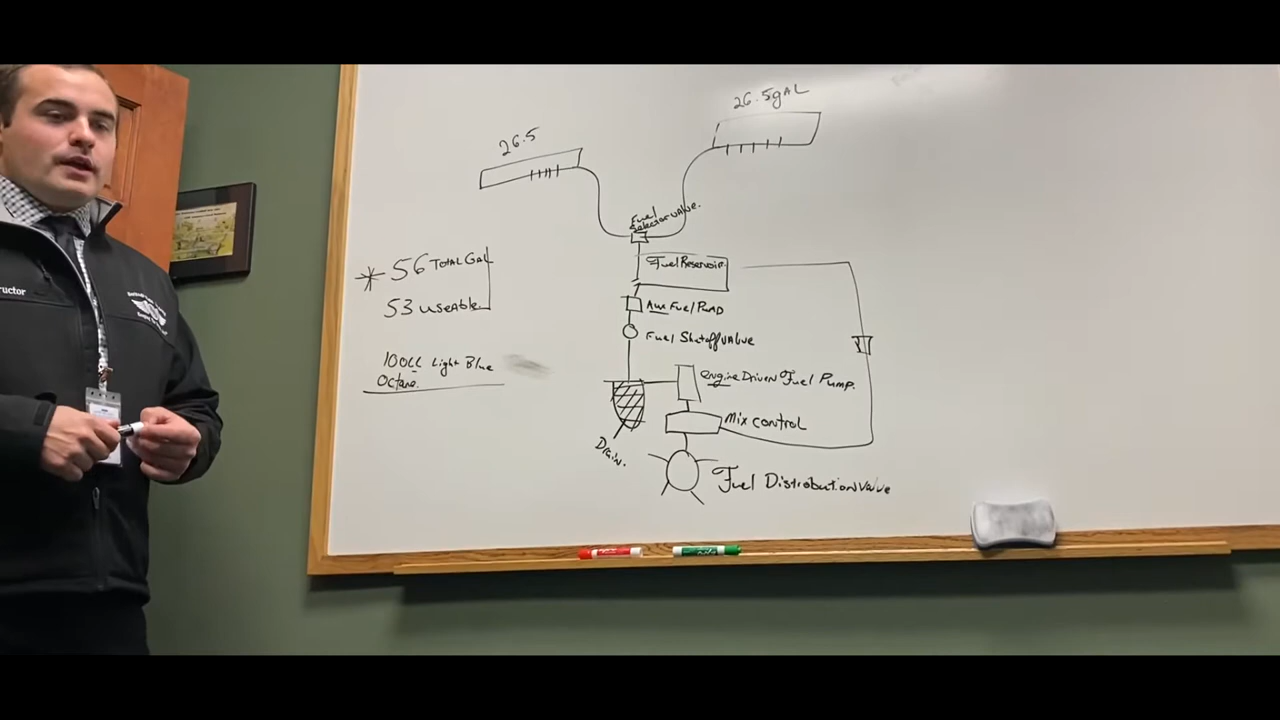 26.5gAL
26.5
Fuel
Selector valve.
56 TOTAL GAL
Fuel Reservoir
53 useable
Aux Fuel Pump
Fuel Shutoff valve
100LL Light Blue
Octane.
engine Driven Fuel Pump.
Mix control
Drain.
Fuel Distribution valve
ructor